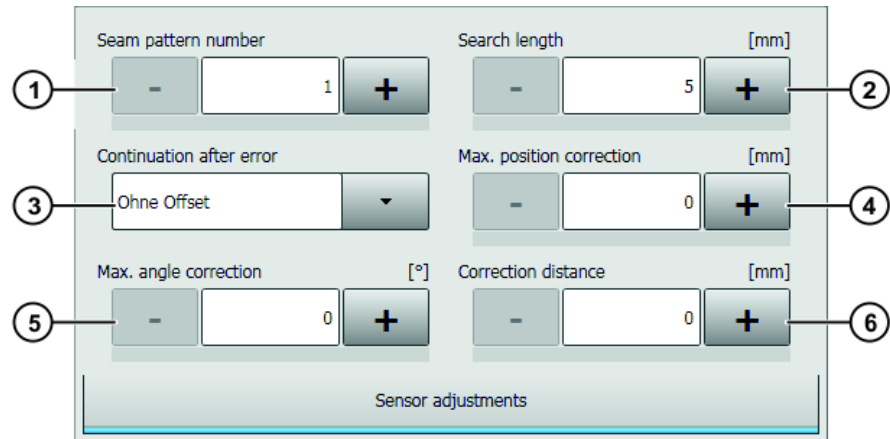 Seam pattern number
Search length [mm]
1 - 1 + - 5 + 2
Continuation after error
Max. position correction [mm]
3 Ohne Offset - 0 + 4
Max. angle correction [°]
Correction distance [mm]
5 - 0 + - 0 + 6
Sensor adjustments